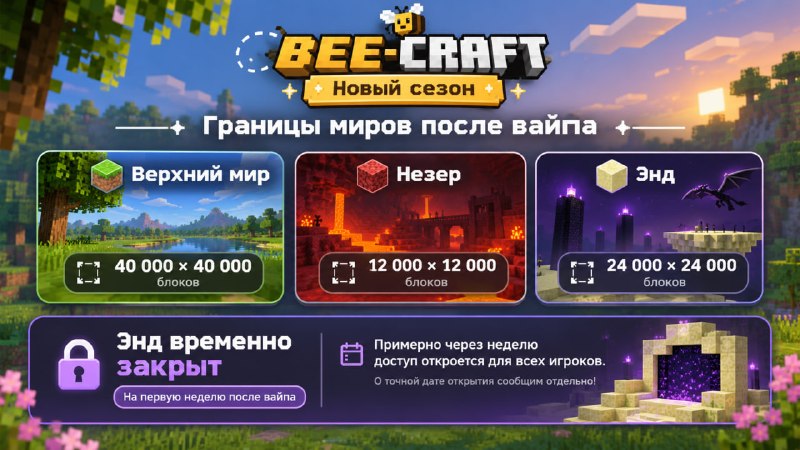 BEE-CRAFT
Новый сезон
Границы миров после вайпа
Верхний мир
40 000 × 40 000
блоков
Незер
12 000 × 12 000
блоков
Энд
24 000 × 24 000
блоков
Энд временно
закрыт
На первую неделю после вайпа
Примерно через неделю
доступ откроется для всех игроков.
О точной дате открытия сообщим отдельно!